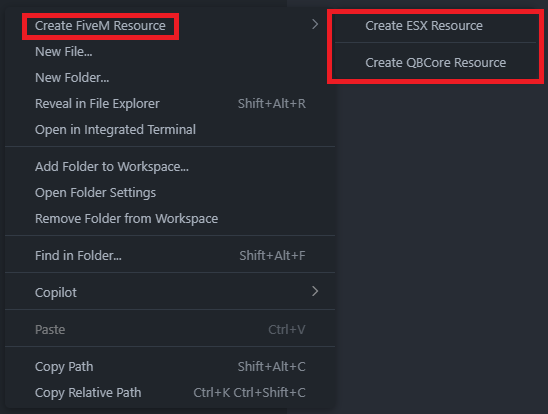 Create FiveM Resource
Create ESX Resource
Create QBCore Resource
New File...
New Folder...
Reveal in File Explorer Shift+Alt+R
Open in Integrated Terminal
Add Folder to Workspace...
Open Folder Settings
Remove Folder from Workspace
Find in Folder... Shift+Alt+F
Copilot
Paste Ctrl+V
Copy Path Shift+Alt+C
Copy Relative Path Ctrl+K Ctrl+Shift+C